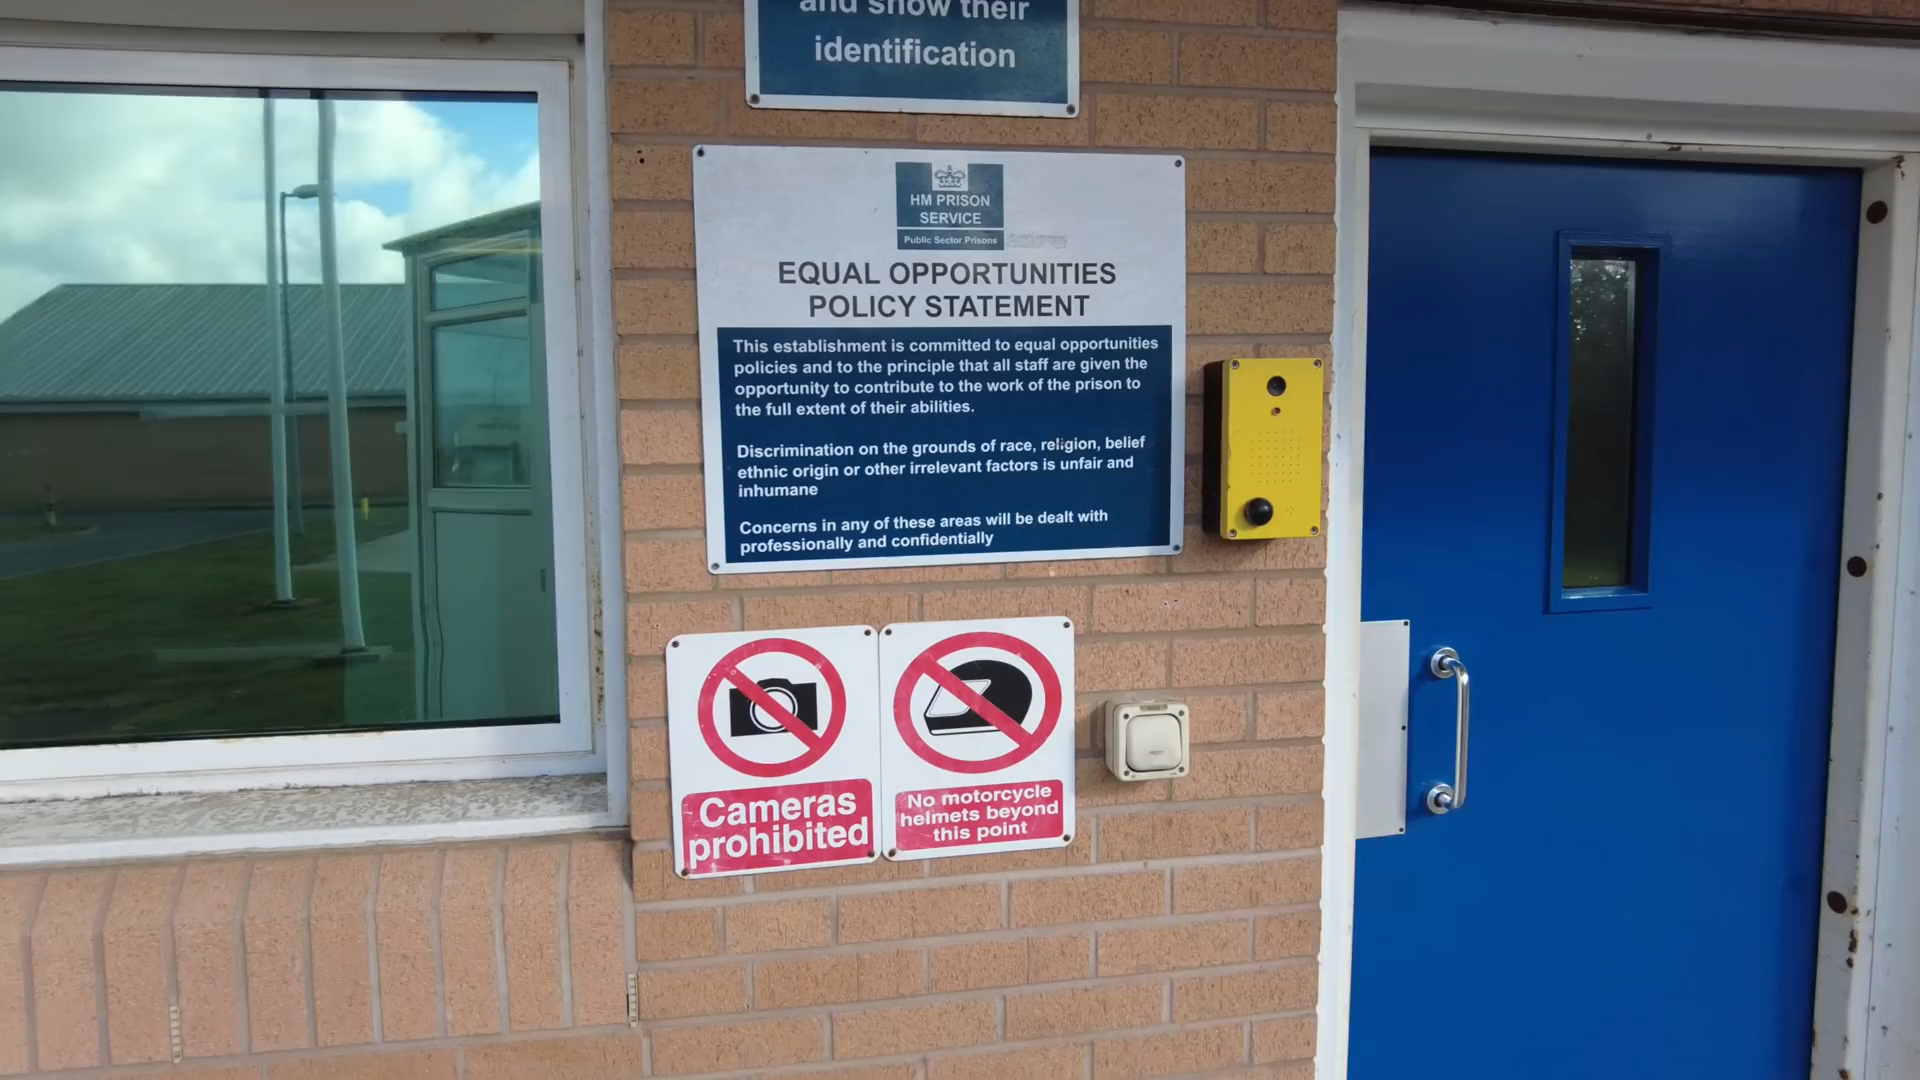 and show their
identification
HM PRISON
SERVICE
Public Sector Prisons
EQUAL OPPORTUNITIES
POLICY STATEMENT
This establishment is committed to equal opportunities
policies and to the principle that all staff are given the
opportunity to contribute to the work of the prison to
the full extent of their abilities.
Discrimination on the grounds of race, religion, belief
ethnic origin or other irrelevant factors is unfair and
inhumane
Concerns in any of these areas will be dealt with
professionally and confidentially
Cameras
prohibited
No motorcycle
helmets beyond
this point